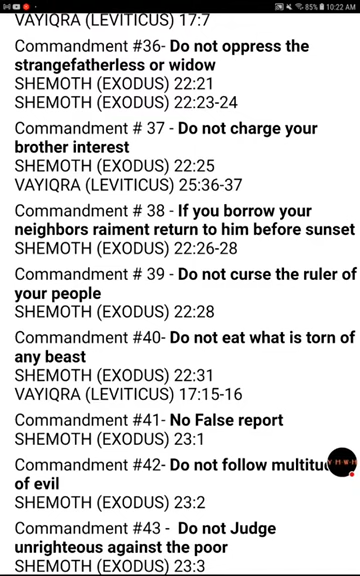 85% 10:22 AM
VAYIQRA (LEVITICUS) 17:7
Commandment #36- Do not oppress the
strangefatherless or widow
SHEMOTH (EXODUS) 22:21
SHEMOTH (EXODUS) 22:23-24
Commandment # 37 - Do not charge your
brother interest
SHEMOTH (EXODUS) 22:25
VAYIQRA (LEVITICUS) 25:36-37
Commandment # 38 - If you borrow your
neighbors raiment return to him before sunset
SHEMOTH (EXODUS) 22:26-28
Commandment # 39 - Do not curse the ruler of
your people
SHEMOTH (EXODUS) 22:28
Commandment #40- Do not eat what is torn of
any beast
SHEMOTH (EXODUS) 22:31
VAYIQRA (LEVITICUS) 17:15-16
Commandment #41- No False report
SHEMOTH (EXODUS) 23:1
Commandment #42- Do not follow multitu
of evil
SHEMOTH (EXODUS) 23:2
Commandment #43 - Do not Judge
unrighteous against the poor
SHEMOTH (EXODUS) 23:3